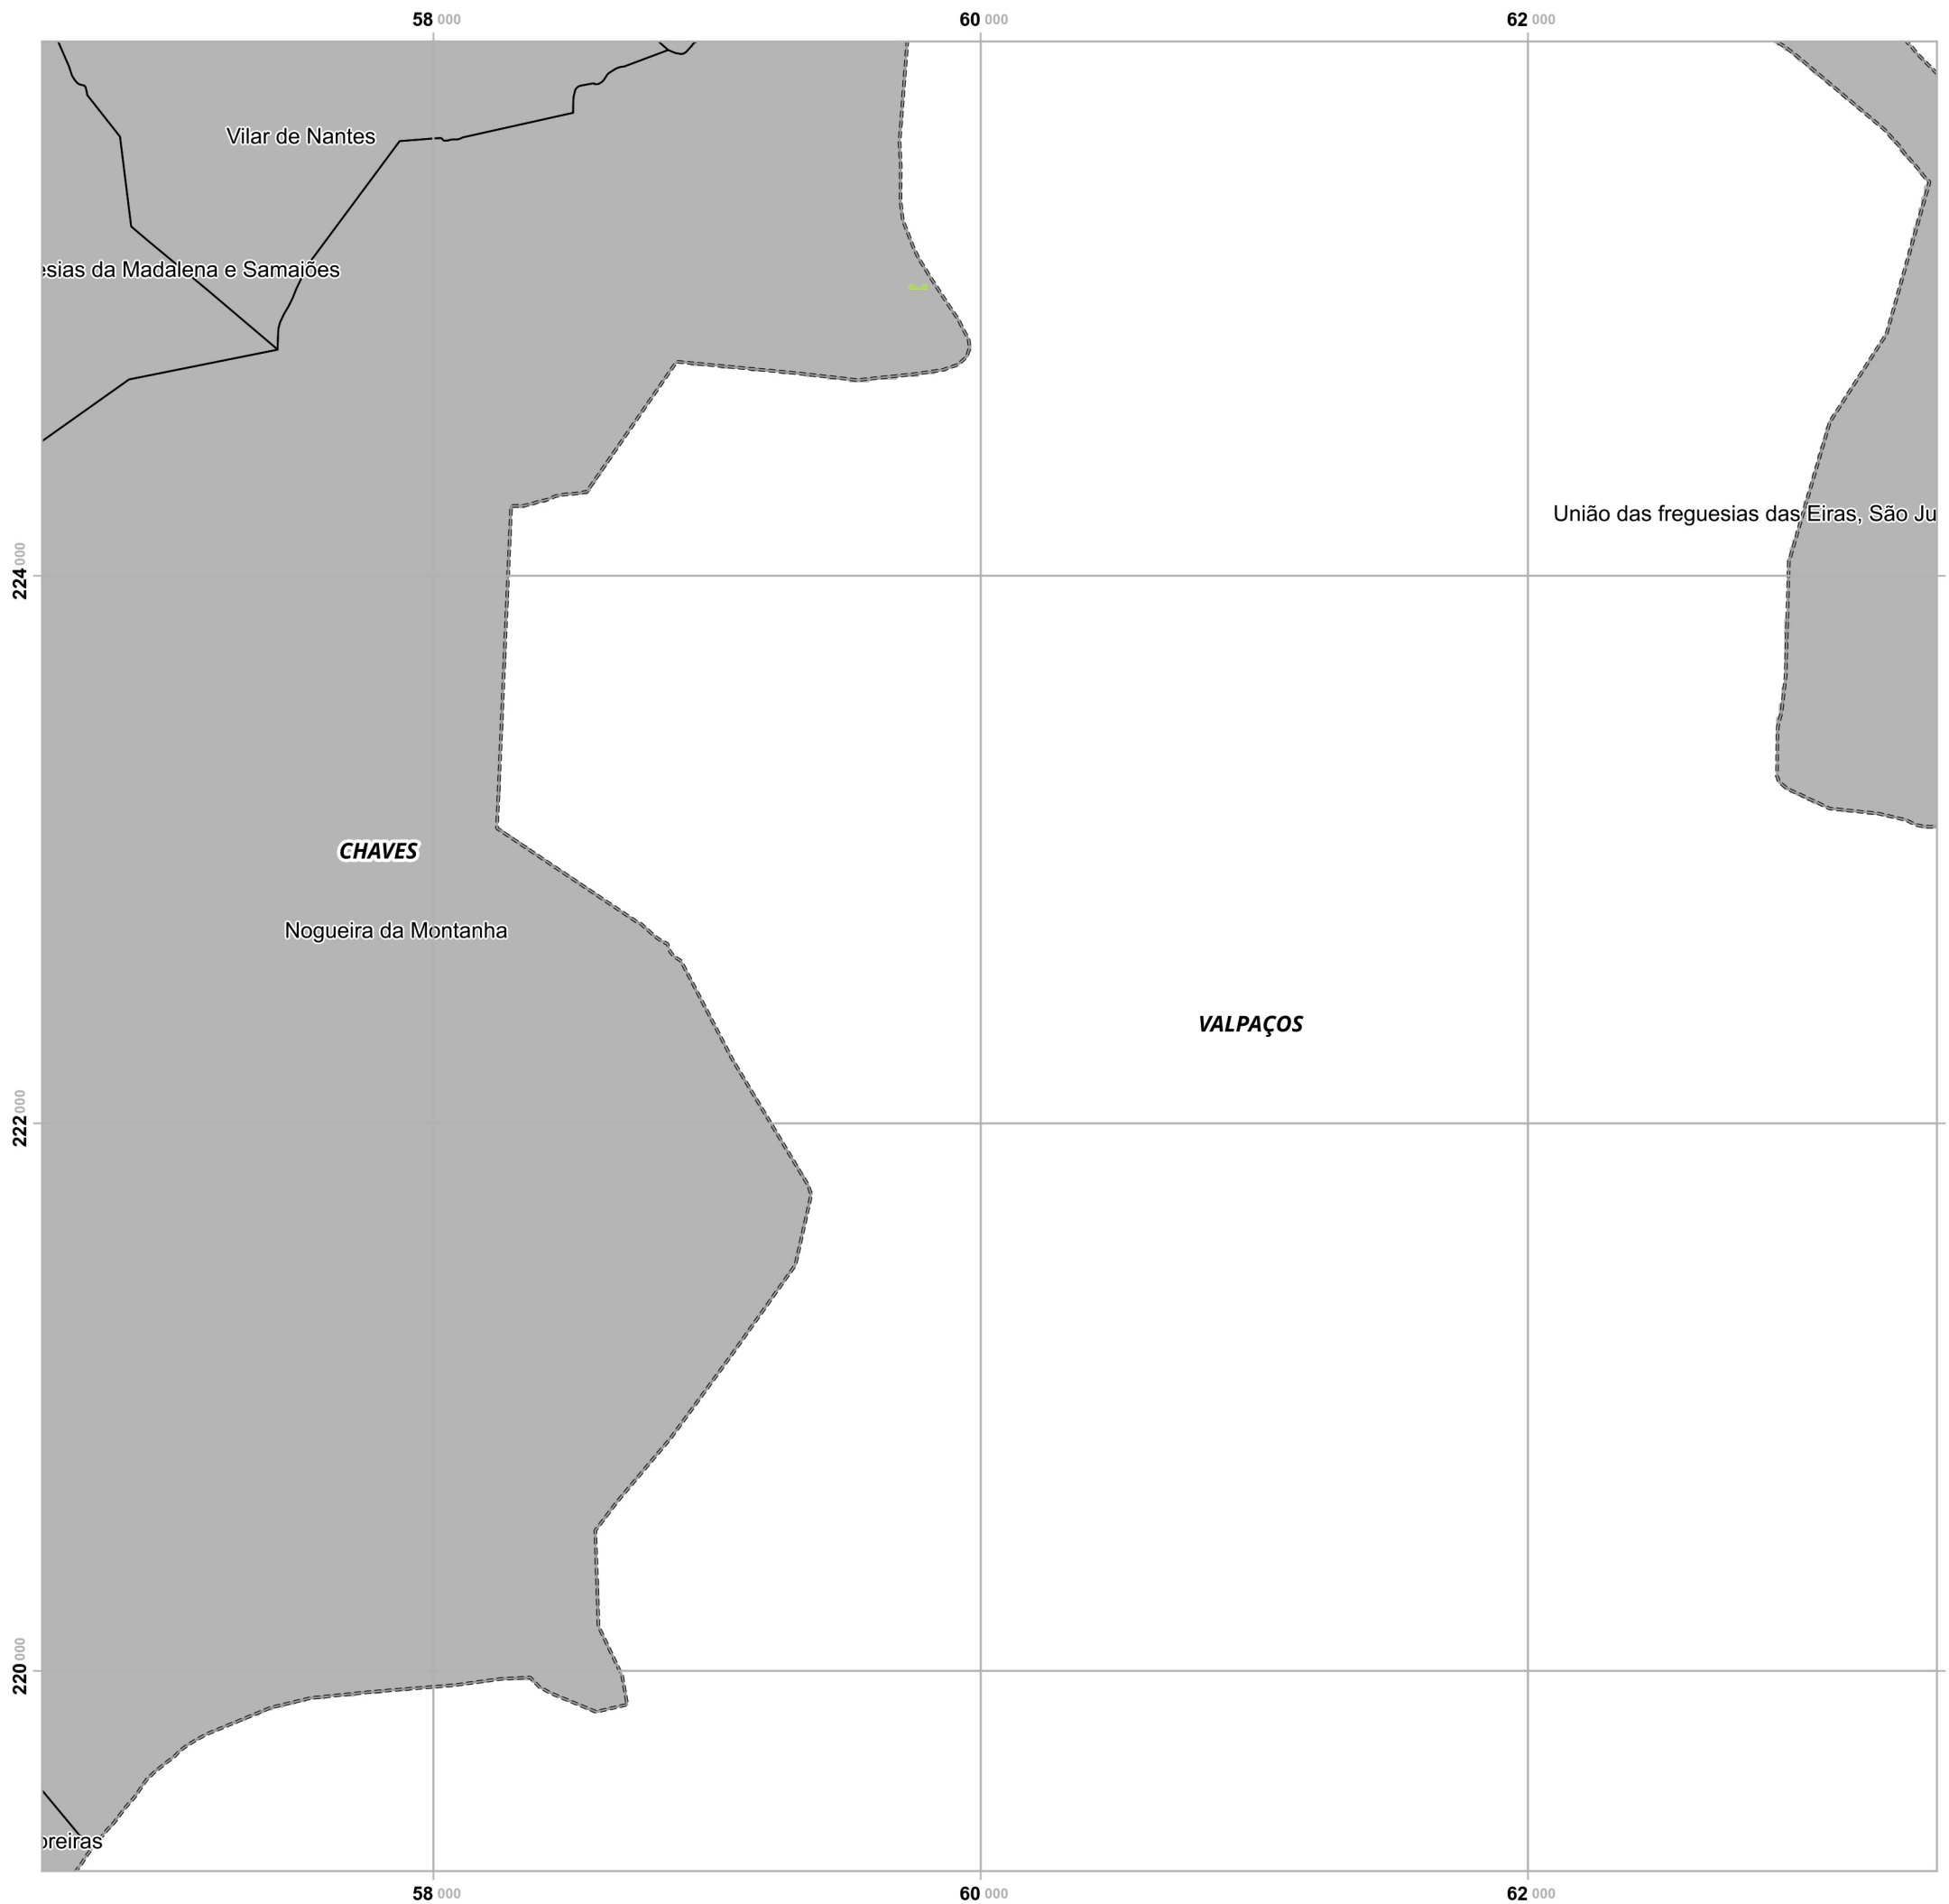 58 000 60 000 62 000
Vilar de Nantes
esias da Madalena e Samaiões
União das freguesias das Eiras, São Ju
224 000
CHAVES
Nogueira da Montanha
VALPAÇOS
222 000
220 000
oreiras
58 000 60 000 62 000